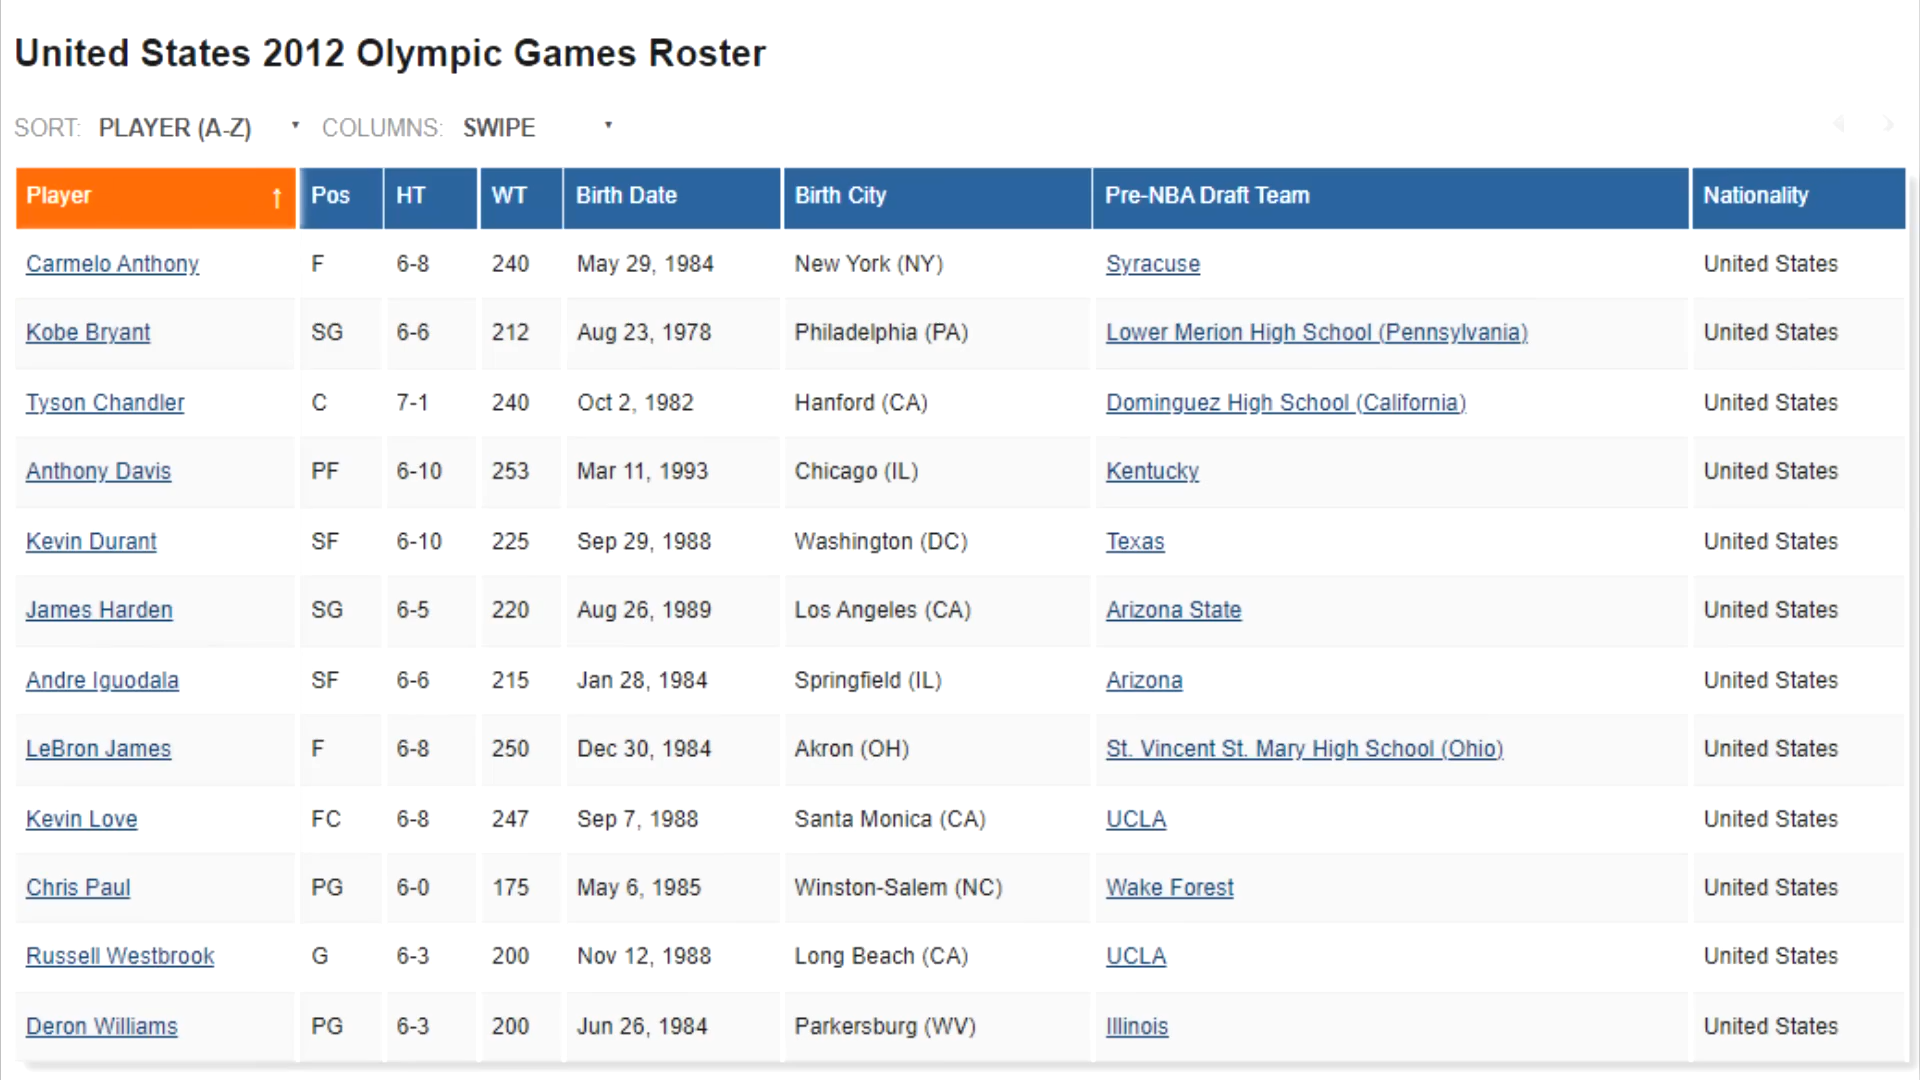 United States 2012 Olympic Games Roster
SORT: PLAYER (A-Z) ▾ COLUMNS: SWIPE ▾
Player ↑ Pos HT WT Birth Date Birth City Pre-NBA Draft Team Nationality
Carmelo Anthony F 6-8 240 May 29, 1984 New York (NY) Syracuse United States
Kobe Bryant SG 6-6 212 Aug 23, 1978 Philadelphia (PA) Lower Merion High School (Pennsylvania) United States
Tyson Chandler C 7-1 240 Oct 2, 1982 Hanford (CA) Dominguez High School (California) United States
Anthony Davis PF 6-10 253 Mar 11, 1993 Chicago (IL) Kentucky United States
Kevin Durant SF 6-10 225 Sep 29, 1988 Washington (DC) Texas United States
James Harden SG 6-5 220 Aug 26, 1989 Los Angeles (CA) Arizona State United States
Andre Iguodala SF 6-6 215 Jan 28, 1984 Springfield (IL) Arizona United States
LeBron James F 6-8 250 Dec 30, 1984 Akron (OH) St. Vincent St. Mary High School (Ohio) United States
Kevin Love FC 6-8 247 Sep 7, 1988 Santa Monica (CA) UCLA United States
Chris Paul PG 6-0 175 May 6, 1985 Winston-Salem (NC) Wake Forest United States
Russell Westbrook G 6-3 200 Nov 12, 1988 Long Beach (CA) UCLA United States
Deron Williams PG 6-3 200 Jun 26, 1984 Parkersburg (WV) Illinois United States